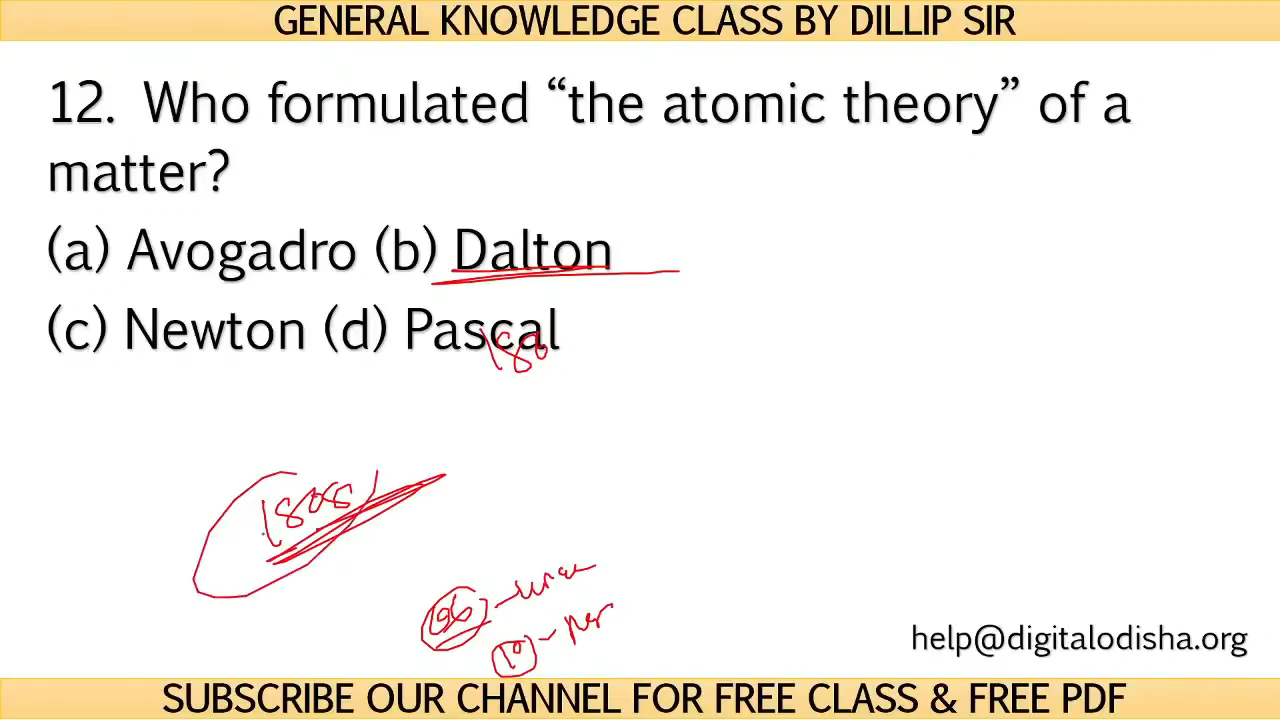 GENERAL KNOWLEDGE CLASS BY DILLIP SIR
12. Who formulated “the atomic theory” of a
matter?
(a) Avogadro (b) Dalton
(c) Newton (d) Pascal
180
1808
help@digitalodisha.org
SUBSCRIBE OUR CHANNEL FOR FREE CLASS & FREE PDF